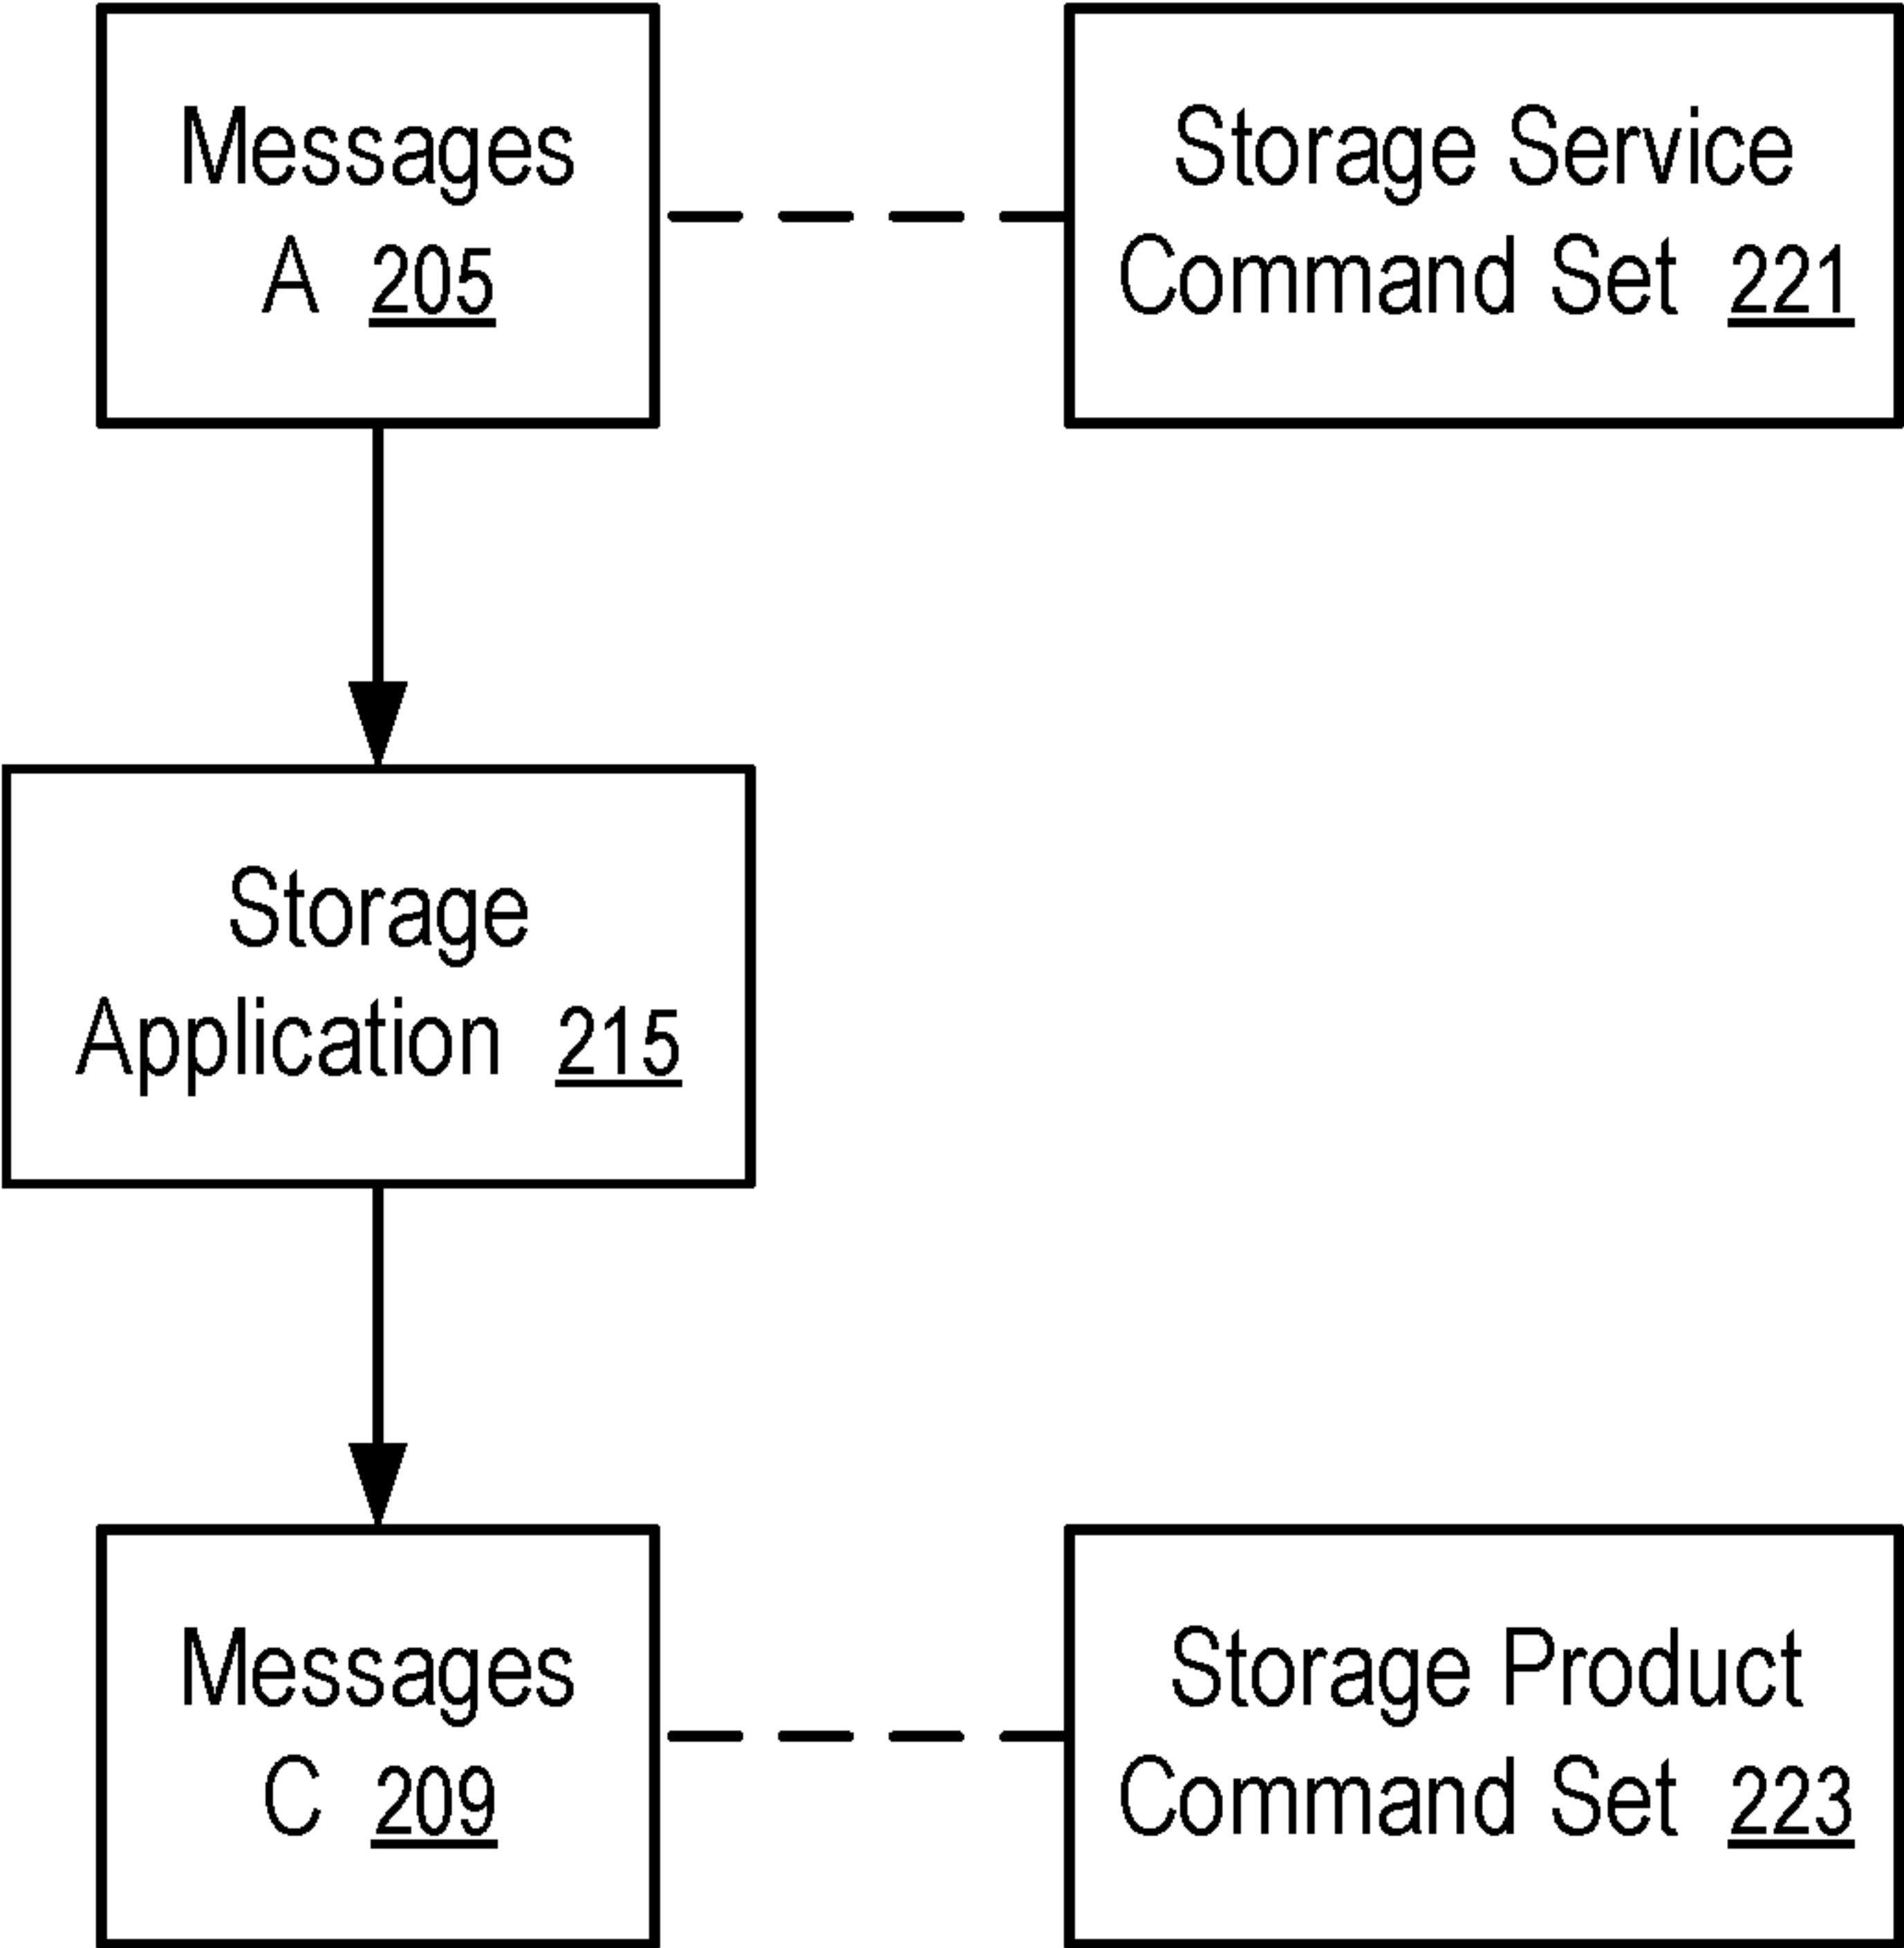 Messages
A 205
Storage Service
Command Set 221
Storage
Application 215
Messages
C 209
Storage Product
Command Set 223